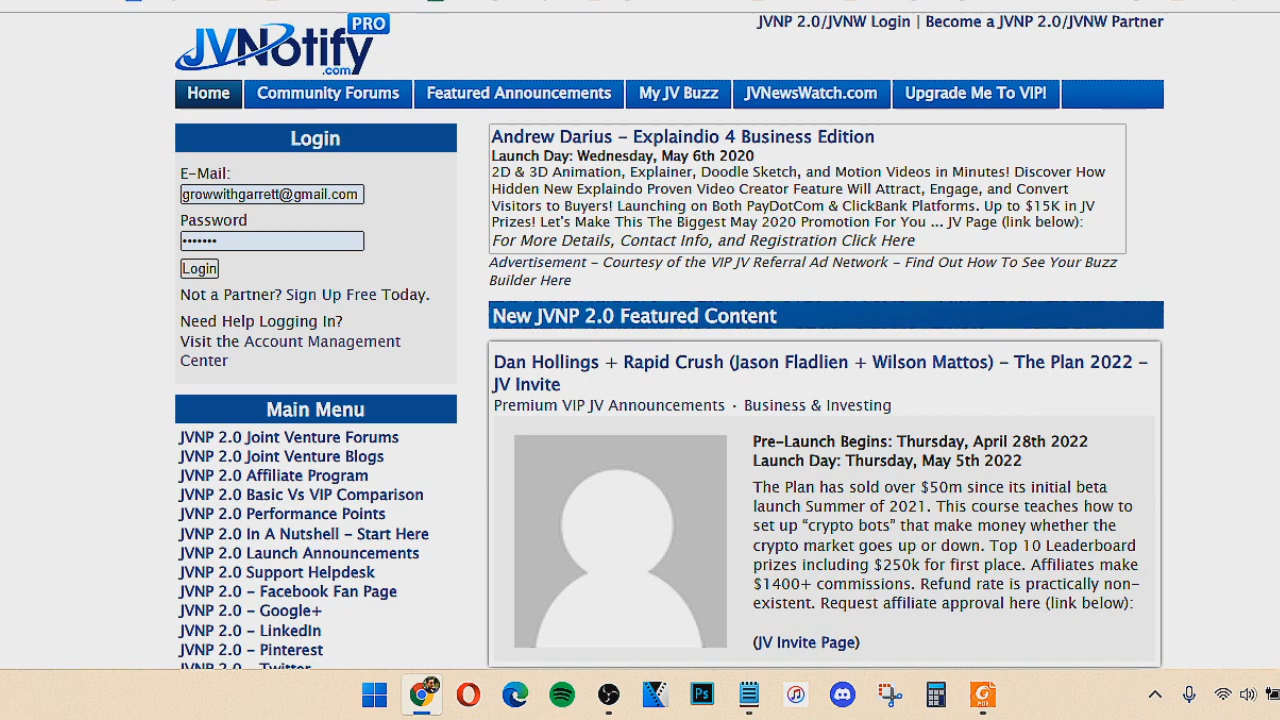 JVNotify PRO
.com
JVNP 2.0/JVNW Login | Become a JVNP 2.0/JVNW Partner
Home
Community Forums
Featured Announcements
My JV Buzz
JVNewsWatch.com
Upgrade Me To VIP!
Login
E-Mail:
growwithgarrett@gmail.com
Password
•••••••
Login
Not a Partner? Sign Up Free Today.
Need Help Logging In?
Visit the Account Management
Center
Main Menu
JVNP 2.0 Joint Venture Forums
JVNP 2.0 Joint Venture Blogs
JVNP 2.0 Affiliate Program
JVNP 2.0 Basic Vs VIP Comparison
JVNP 2.0 Performance Points
JVNP 2.0 In A Nutshell - Start Here
JVNP 2.0 Launch Announcements
JVNP 2.0 Support Helpdesk
JVNP 2.0 - Facebook Fan Page
JVNP 2.0 - Google+
JVNP 2.0 - LinkedIn
JVNP 2.0 - Pinterest
JVNP 2.0 - Twitter
Andrew Darius - Explaindio 4 Business Edition
Launch Day: Wednesday, May 6th 2020
2D & 3D Animation, Explainer, Doodle Sketch, and Motion Videos in Minutes! Discover How
Hidden New Explaindo Proven Video Creator Feature Will Attract, Engage, and Convert
Visitors to Buyers! Launching on Both PayDotCom & ClickBank Platforms. Up to $15K in JV
Prizes! Let's Make This The Biggest May 2020 Promotion For You ... JV Page (link below):
For More Details, Contact Info, and Registration Click Here
Advertisement - Courtesy of the VIP JV Referral Ad Network - Find Out How To See Your Buzz
Builder Here
New JVNP 2.0 Featured Content
Dan Hollings + Rapid Crush (Jason Fladlien + Wilson Mattos) - The Plan 2022 -
JV Invite
Premium VIP JV Announcements · Business & Investing
Pre-Launch Begins: Thursday, April 28th 2022
Launch Day: Thursday, May 5th 2022
The Plan has sold over $50m since its initial beta
launch Summer of 2021. This course teaches how to
set up “crypto bots” that make money whether the
crypto market goes up or down. Top 10 Leaderboard
prizes including $250k for first place. Affiliates make
$1400+ commissions. Refund rate is practically non-
existent. Request affiliate approval here (link below):
(JV Invite Page)
Ps
PDF